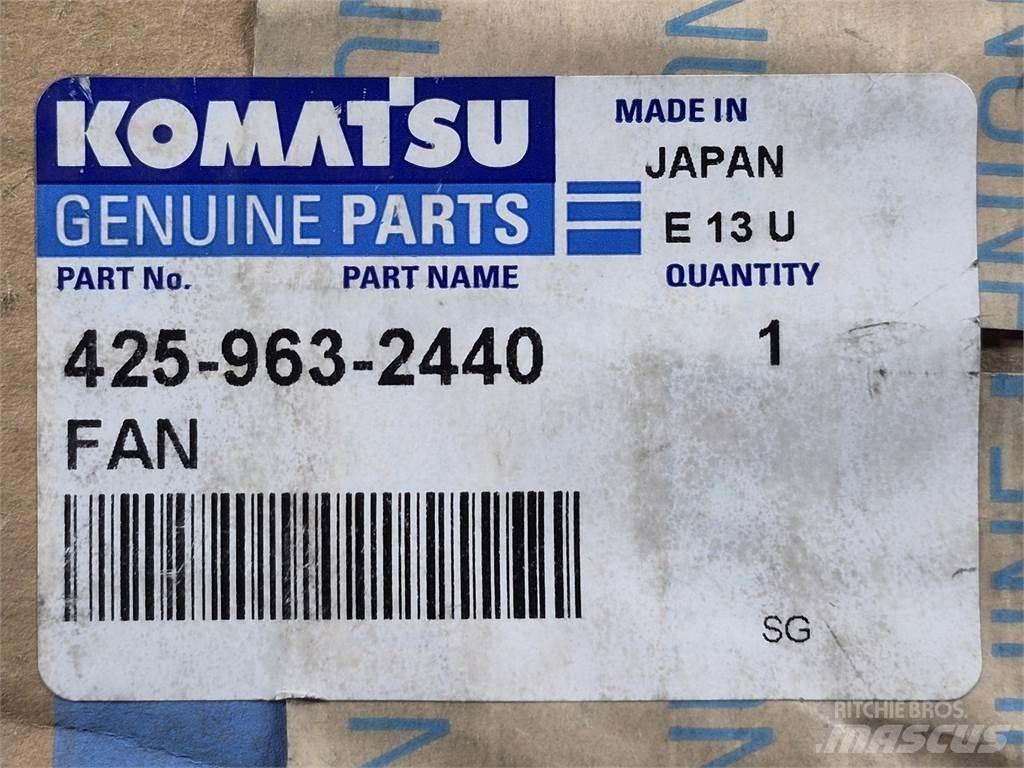 KOMATSU
GENUINE PARTS
MADE IN
JAPAN
E 13 U
PART No. PART NAME QUANTITY
425-963-2440 1
FAN
SG
RITCHIE BROS.
mascus